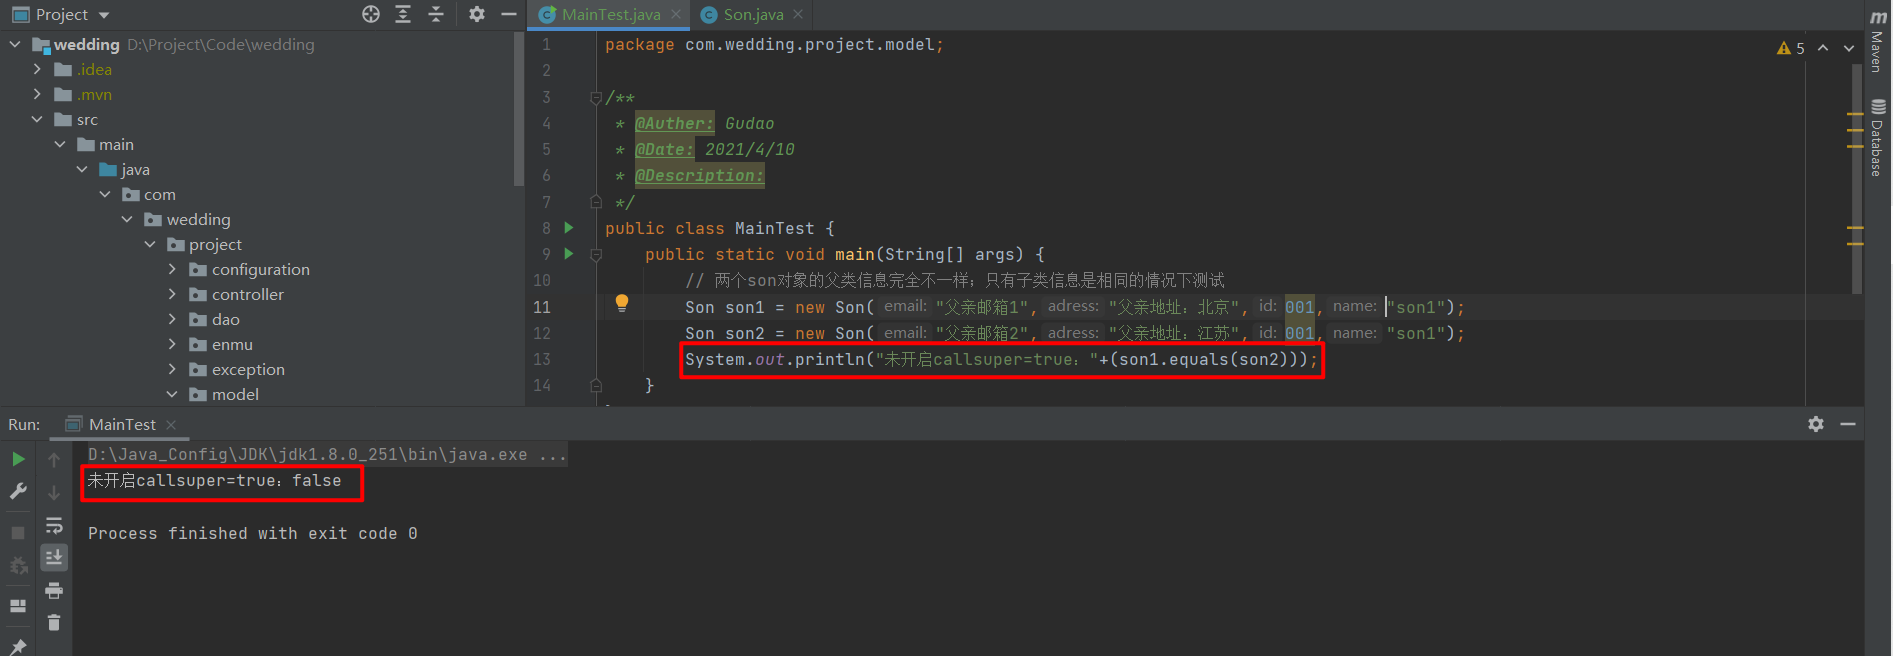 Project
wedding D:\Project\Code\wedding
.idea
.mvn
src
main
java
com
wedding
project
configuration
controller
dao
enmu
exception
model
MainTest.java
Son.java
5
1 package com.wedding.project.model;
2
3 /**
4 * @Auther: Gudao
5 * @Date: 2021/4/10
6 * @Description:
7 */
8 public class MainTest {
9 public static void main(String[] args) {
10 // 两个son对象的父类信息完全不一样；只有子类信息是相同的情况下测试
11 Son son1 = new Son( email: "父亲邮箱1", adress: "父亲地址：北京", id: 001, name: "son1");
12 Son son2 = new Son( email: "父亲邮箱2", adress: "父亲地址：江苏", id: 001, name: "son1");
13 System.out.println("未开启callsuper=true："+(son1.equals(son2)));
14 }
Maven
Database
Run: MainTest
D:\Java_Config\JDK\jdk1.8.0_251\bin\java.exe ...
未开启callsuper=true：false
Process finished with exit code 0